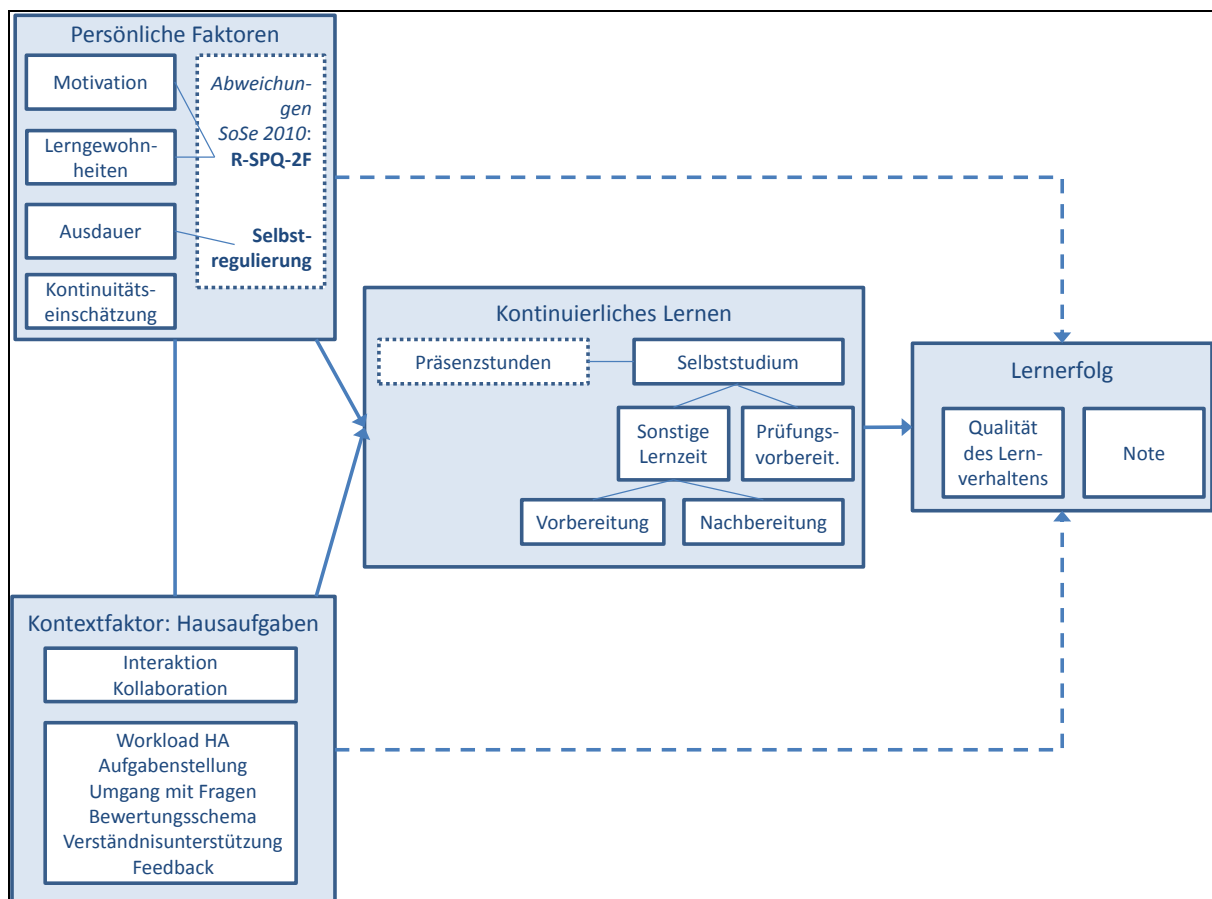 Persönliche Faktoren
Motivation
Lerngewohn-
heiten
Ausdauer
Kontinuitäts-
einschätzung
Abweichun-
gen
SoSe 2010:
R-SPQ-2F
Selbst-
regulierung
Kontinuierliches Lernen
Präsenzstunden
Selbststudium
Sonstige
Lernzeit
Prüfungs-
vorbereit.
Vorbereitung
Nachbereitung
Lernerfolg
Qualität
des Lern-
verhaltens
Note
Kontextfaktor: Hausaufgaben
Interaktion
Kollaboration
Workload HA
Aufgabenstellung
Umgang mit Fragen
Bewertungsschema
Verständnisunterstützung
Feedback